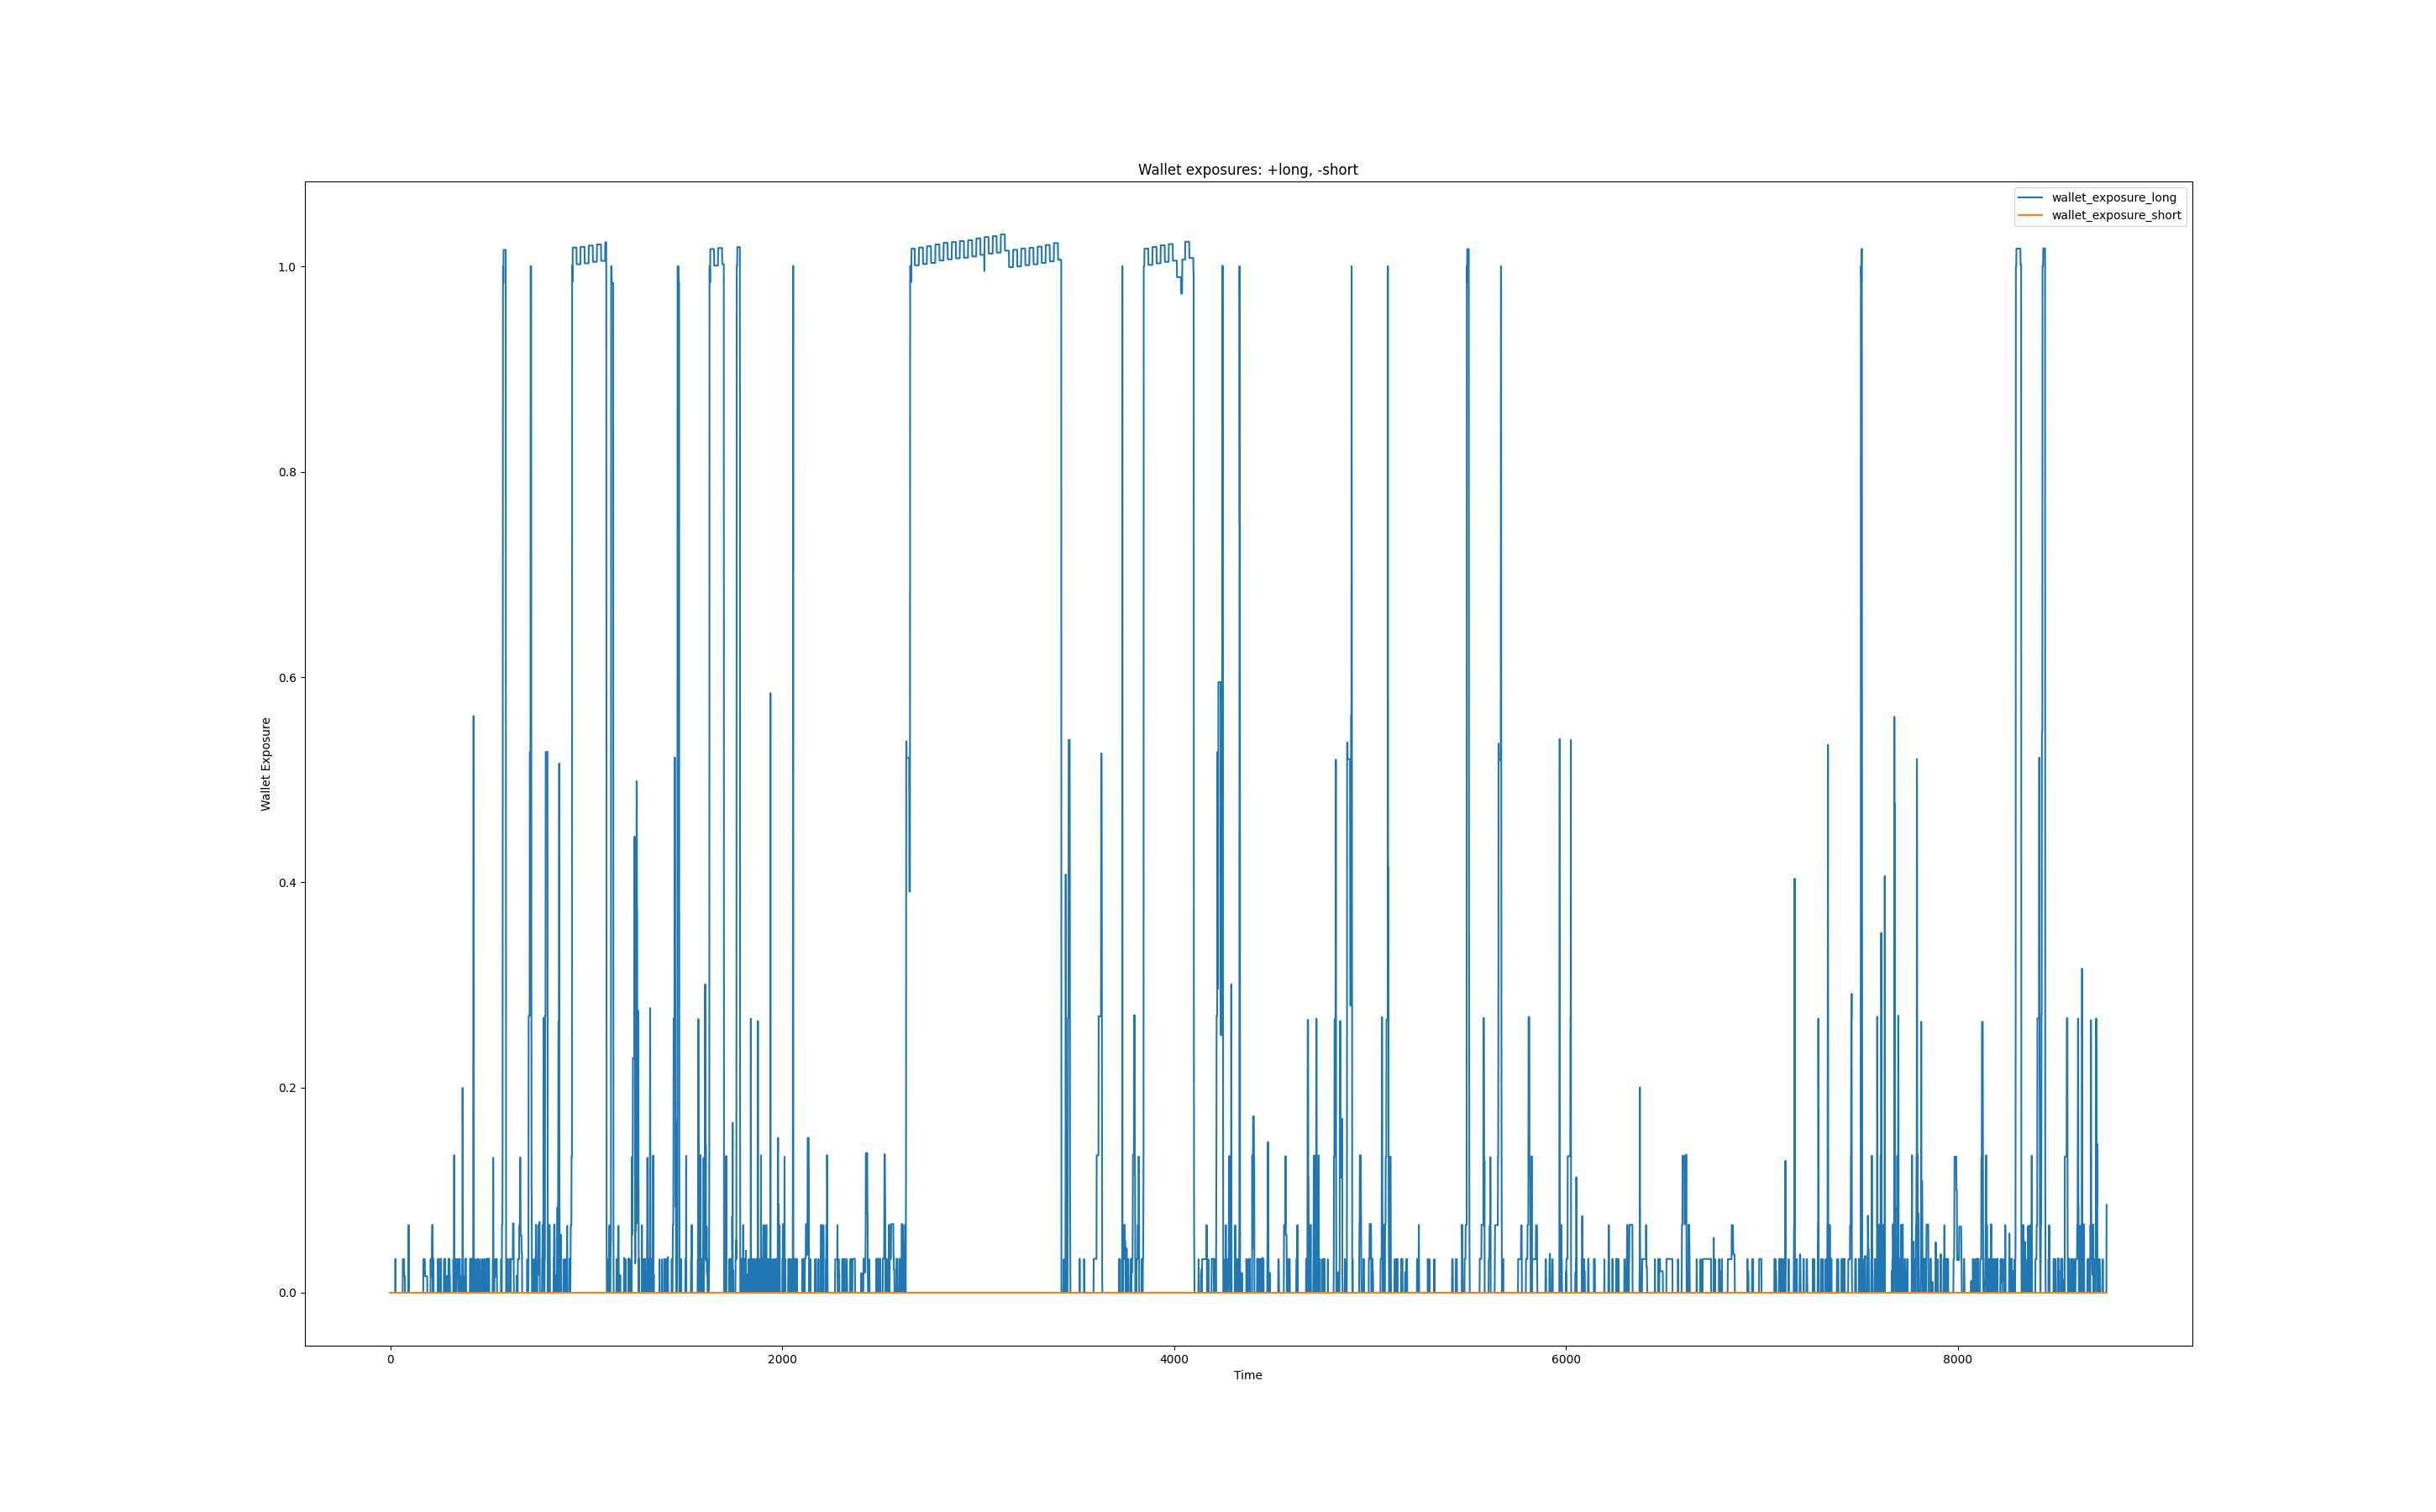 Wallet exposures: +long, -short
wallet_exposure_long
wallet_exposure_short
1.0
0.8
0.6
0.4
0.2
0.0
Wallet Exposure
0
2000
4000
6000
8000
Time